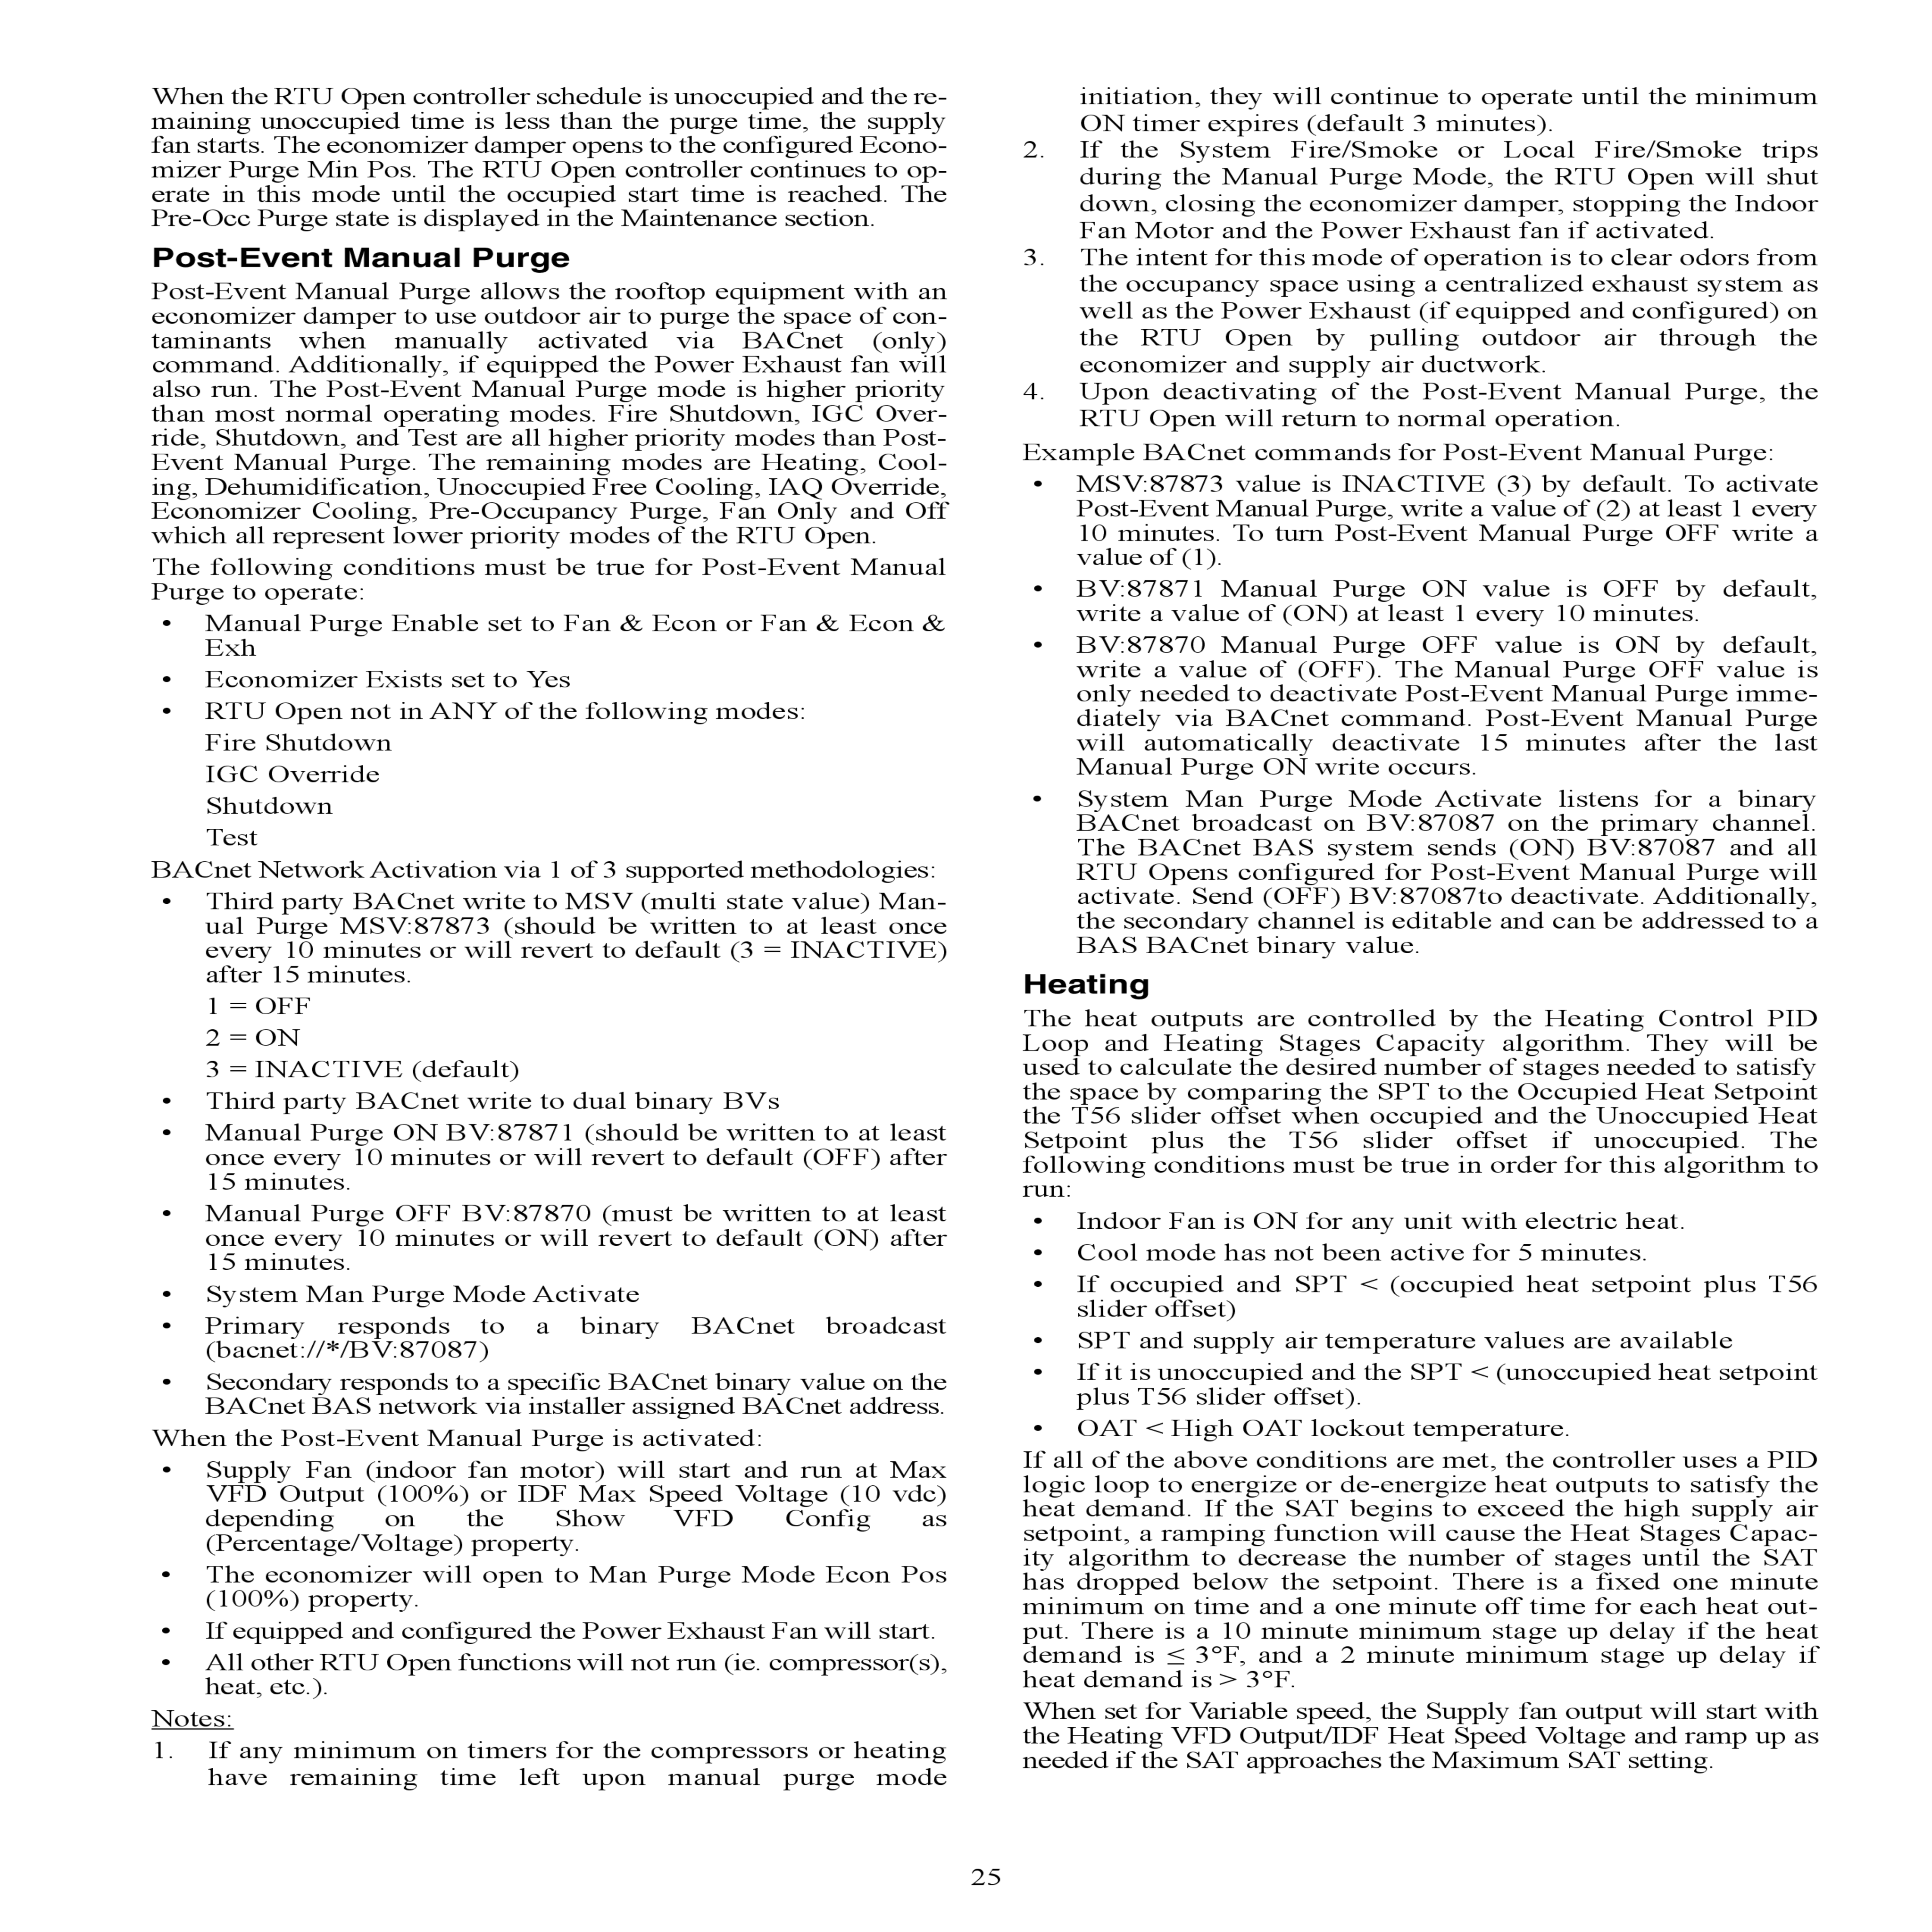 When the RTU Open controller schedule is unoccupied and the re-
maining unoccupied time is less than the purge time, the supply
fan starts. The economizer damper opens to the configured Econo-
mizer Purge Min Pos. The RTU Open controller continues to op-
erate in this mode until the occupied start time is reached. The
Pre-Occ Purge state is displayed in the Maintenance section.
Post-Event Manual Purge
Post-Event Manual Purge allows the rooftop equipment with an
economizer damper to use outdoor air to purge the space of con-
taminants when manually activated via BACnet (only)
command. Additionally, if equipped the Power Exhaust fan will
also run. The Post-Event Manual Purge mode is higher priority
than most normal operating modes. Fire Shutdown, IGC Over-
ride, Shutdown, and Test are all higher priority modes than Post-
Event Manual Purge. The remaining modes are Heating, Cool-
ing, Dehumidification, Unoccupied Free Cooling, IAQ Override,
Economizer Cooling, Pre-Occupancy Purge, Fan Only and Off
which all represent lower priority modes of the RTU Open.
The following conditions must be true for Post-Event Manual
Purge to operate:
• Manual Purge Enable set to Fan & Econ or Fan & Econ &
Exh
• Economizer Exists set to Yes
• RTU Open not in ANY of the following modes:
Fire Shutdown
IGC Override
Shutdown
Test
BACnet Network Activation via 1 of 3 supported methodologies:
• Third party BACnet write to MSV (multi state value) Man-
ual Purge MSV:87873 (should be written to at least once
every 10 minutes or will revert to default (3 = INACTIVE)
after 15 minutes.
1 = OFF
2 = ON
3 = INACTIVE (default)
• Third party BACnet write to dual binary BVs
• Manual Purge ON BV:87871 (should be written to at least
once every 10 minutes or will revert to default (OFF) after
15 minutes.
• Manual Purge OFF BV:87870 (must be written to at least
once every 10 minutes or will revert to default (ON) after
15 minutes.
• System Man Purge Mode Activate
• Primary responds to a binary BACnet broadcast
(bacnet://*/BV:87087)
• Secondary responds to a specific BACnet binary value on the
BACnet BAS network via installer assigned BACnet address.
When the Post-Event Manual Purge is activated:
• Supply Fan (indoor fan motor) will start and run at Max
VFD Output (100%) or IDF Max Speed Voltage (10 vdc)
depending on the Show VFD Config as
(Percentage/Voltage) property.
• The economizer will open to Man Purge Mode Econ Pos
(100%) property.
• If equipped and configured the Power Exhaust Fan will start.
• All other RTU Open functions will not run (ie. compressor(s),
heat, etc.).
Notes:
1. If any minimum on timers for the compressors or heating
have remaining time left upon manual purge mode
initiation, they will continue to operate until the minimum
ON timer expires (default 3 minutes).
2. If the System Fire/Smoke or Local Fire/Smoke trips
during the Manual Purge Mode, the RTU Open will shut
down, closing the economizer damper, stopping the Indoor
Fan Motor and the Power Exhaust fan if activated.
3. The intent for this mode of operation is to clear odors from
the occupancy space using a centralized exhaust system as
well as the Power Exhaust (if equipped and configured) on
the RTU Open by pulling outdoor air through the
economizer and supply air ductwork.
4. Upon deactivating of the Post-Event Manual Purge, the
RTU Open will return to normal operation.
Example BACnet commands for Post-Event Manual Purge:
• MSV:87873 value is INACTIVE (3) by default. To activate
Post-Event Manual Purge, write a value of (2) at least 1 every
10 minutes. To turn Post-Event Manual Purge OFF write a
value of (1).
• BV:87871 Manual Purge ON value is OFF by default,
write a value of (ON) at least 1 every 10 minutes.
• BV:87870 Manual Purge OFF value is ON by default,
write a value of (OFF). The Manual Purge OFF value is
only needed to deactivate Post-Event Manual Purge imme-
diately via BACnet command. Post-Event Manual Purge
will automatically deactivate 15 minutes after the last
Manual Purge ON write occurs.
• System Man Purge Mode Activate listens for a binary
BACnet broadcast on BV:87087 on the primary channel.
The BACnet BAS system sends (ON) BV:87087 and all
RTU Opens configured for Post-Event Manual Purge will
activate. Send (OFF) BV:87087to deactivate. Additionally,
the secondary channel is editable and can be addressed to a
BAS BACnet binary value.
Heating
The heat outputs are controlled by the Heating Control PID
Loop and Heating Stages Capacity algorithm. They will be
used to calculate the desired number of stages needed to satisfy
the space by comparing the SPT to the Occupied Heat Setpoint
the T56 slider offset when occupied and the Unoccupied Heat
Setpoint plus the T56 slider offset if unoccupied. The
following conditions must be true in order for this algorithm to
run:
• Indoor Fan is ON for any unit with electric heat.
• Cool mode has not been active for 5 minutes.
• If occupied and SPT < (occupied heat setpoint plus T56
slider offset)
• SPT and supply air temperature values are available
• If it is unoccupied and the SPT < (unoccupied heat setpoint
plus T56 slider offset).
• OAT < High OAT lockout temperature.
If all of the above conditions are met, the controller uses a PID
logic loop to energize or de-energize heat outputs to satisfy the
heat demand. If the SAT begins to exceed the high supply air
setpoint, a ramping function will cause the Heat Stages Capac-
ity algorithm to decrease the number of stages until the SAT
has dropped below the setpoint. There is a fixed one minute
minimum on time and a one minute off time for each heat out-
put. There is a 10 minute minimum stage up delay if the heat
demand is ≤ 3°F, and a 2 minute minimum stage up delay if
heat demand is > 3°F.
When set for Variable speed, the Supply fan output will start with
the Heating VFD Output/IDF Heat Speed Voltage and ramp up as
needed if the SAT approaches the Maximum SAT setting.
25